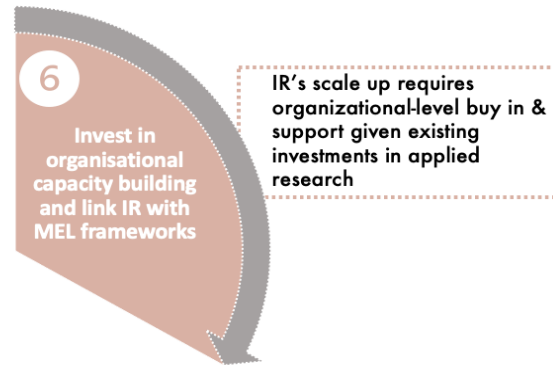 6
Invest in
organisational
capacity building
and link IR with
MEL frameworks
IR's scale up requires
organizational-level buy in &
support given existing
investments in applied
research